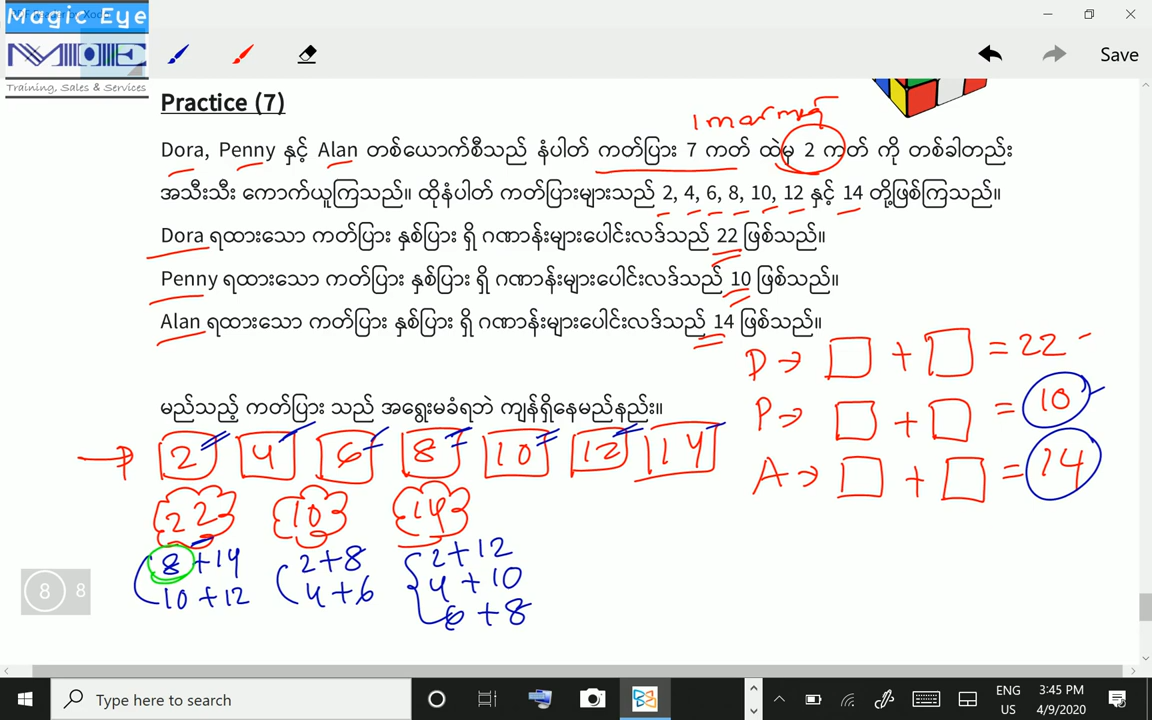 Magic Eye
MOE
Training, Sales & Services
Save
Practice (7)
1 ကတ်ကျန်
Dora, Penny နှင့် Alan တစ်ယောက်စီသည် နံပါတ် ကတ်ပြား 7 ကတ် ထဲမှ 2 ကတ် ကို တစ်ခါတည်း
အသီးသီး ကောက်ယူကြသည်။ ထိုနံပါတ် ကတ်ပြားများသည် 2, 4, 6, 8, 10, 12 နှင့် 14 တို့ဖြစ်ကြသည်။
Dora ရထားသော ကတ်ပြား နှစ်ပြား ရှိ ဂဏာန်းများပေါင်းလဒ်သည် 22 ဖြစ်သည်။
Penny ရထားသော ကတ်ပြား နှစ်ပြား ရှိ ဂဏာန်းများပေါင်းလဒ်သည် 10 ဖြစ်သည်။
Alan ရထားသော ကတ်ပြား နှစ်ပြား ရှိ ဂဏာန်းများပေါင်းလဒ်သည် 14 ဖြစ်သည်။
D → □ + □ = 22
P → □ + □ = 10
A → □ + □ = 14
မည်သည့် ကတ်ပြား သည် အရွေးမခံရဘဲ ကျန်ရှိနေမည်နည်း။
→ 2 4 6 8 10 12 14
22 10 14
8+14 2+8 2+12
10+12 4+6 4+10
6+8
8 8
Type here to search
ENG
US
3:45 PM
4/9/2020